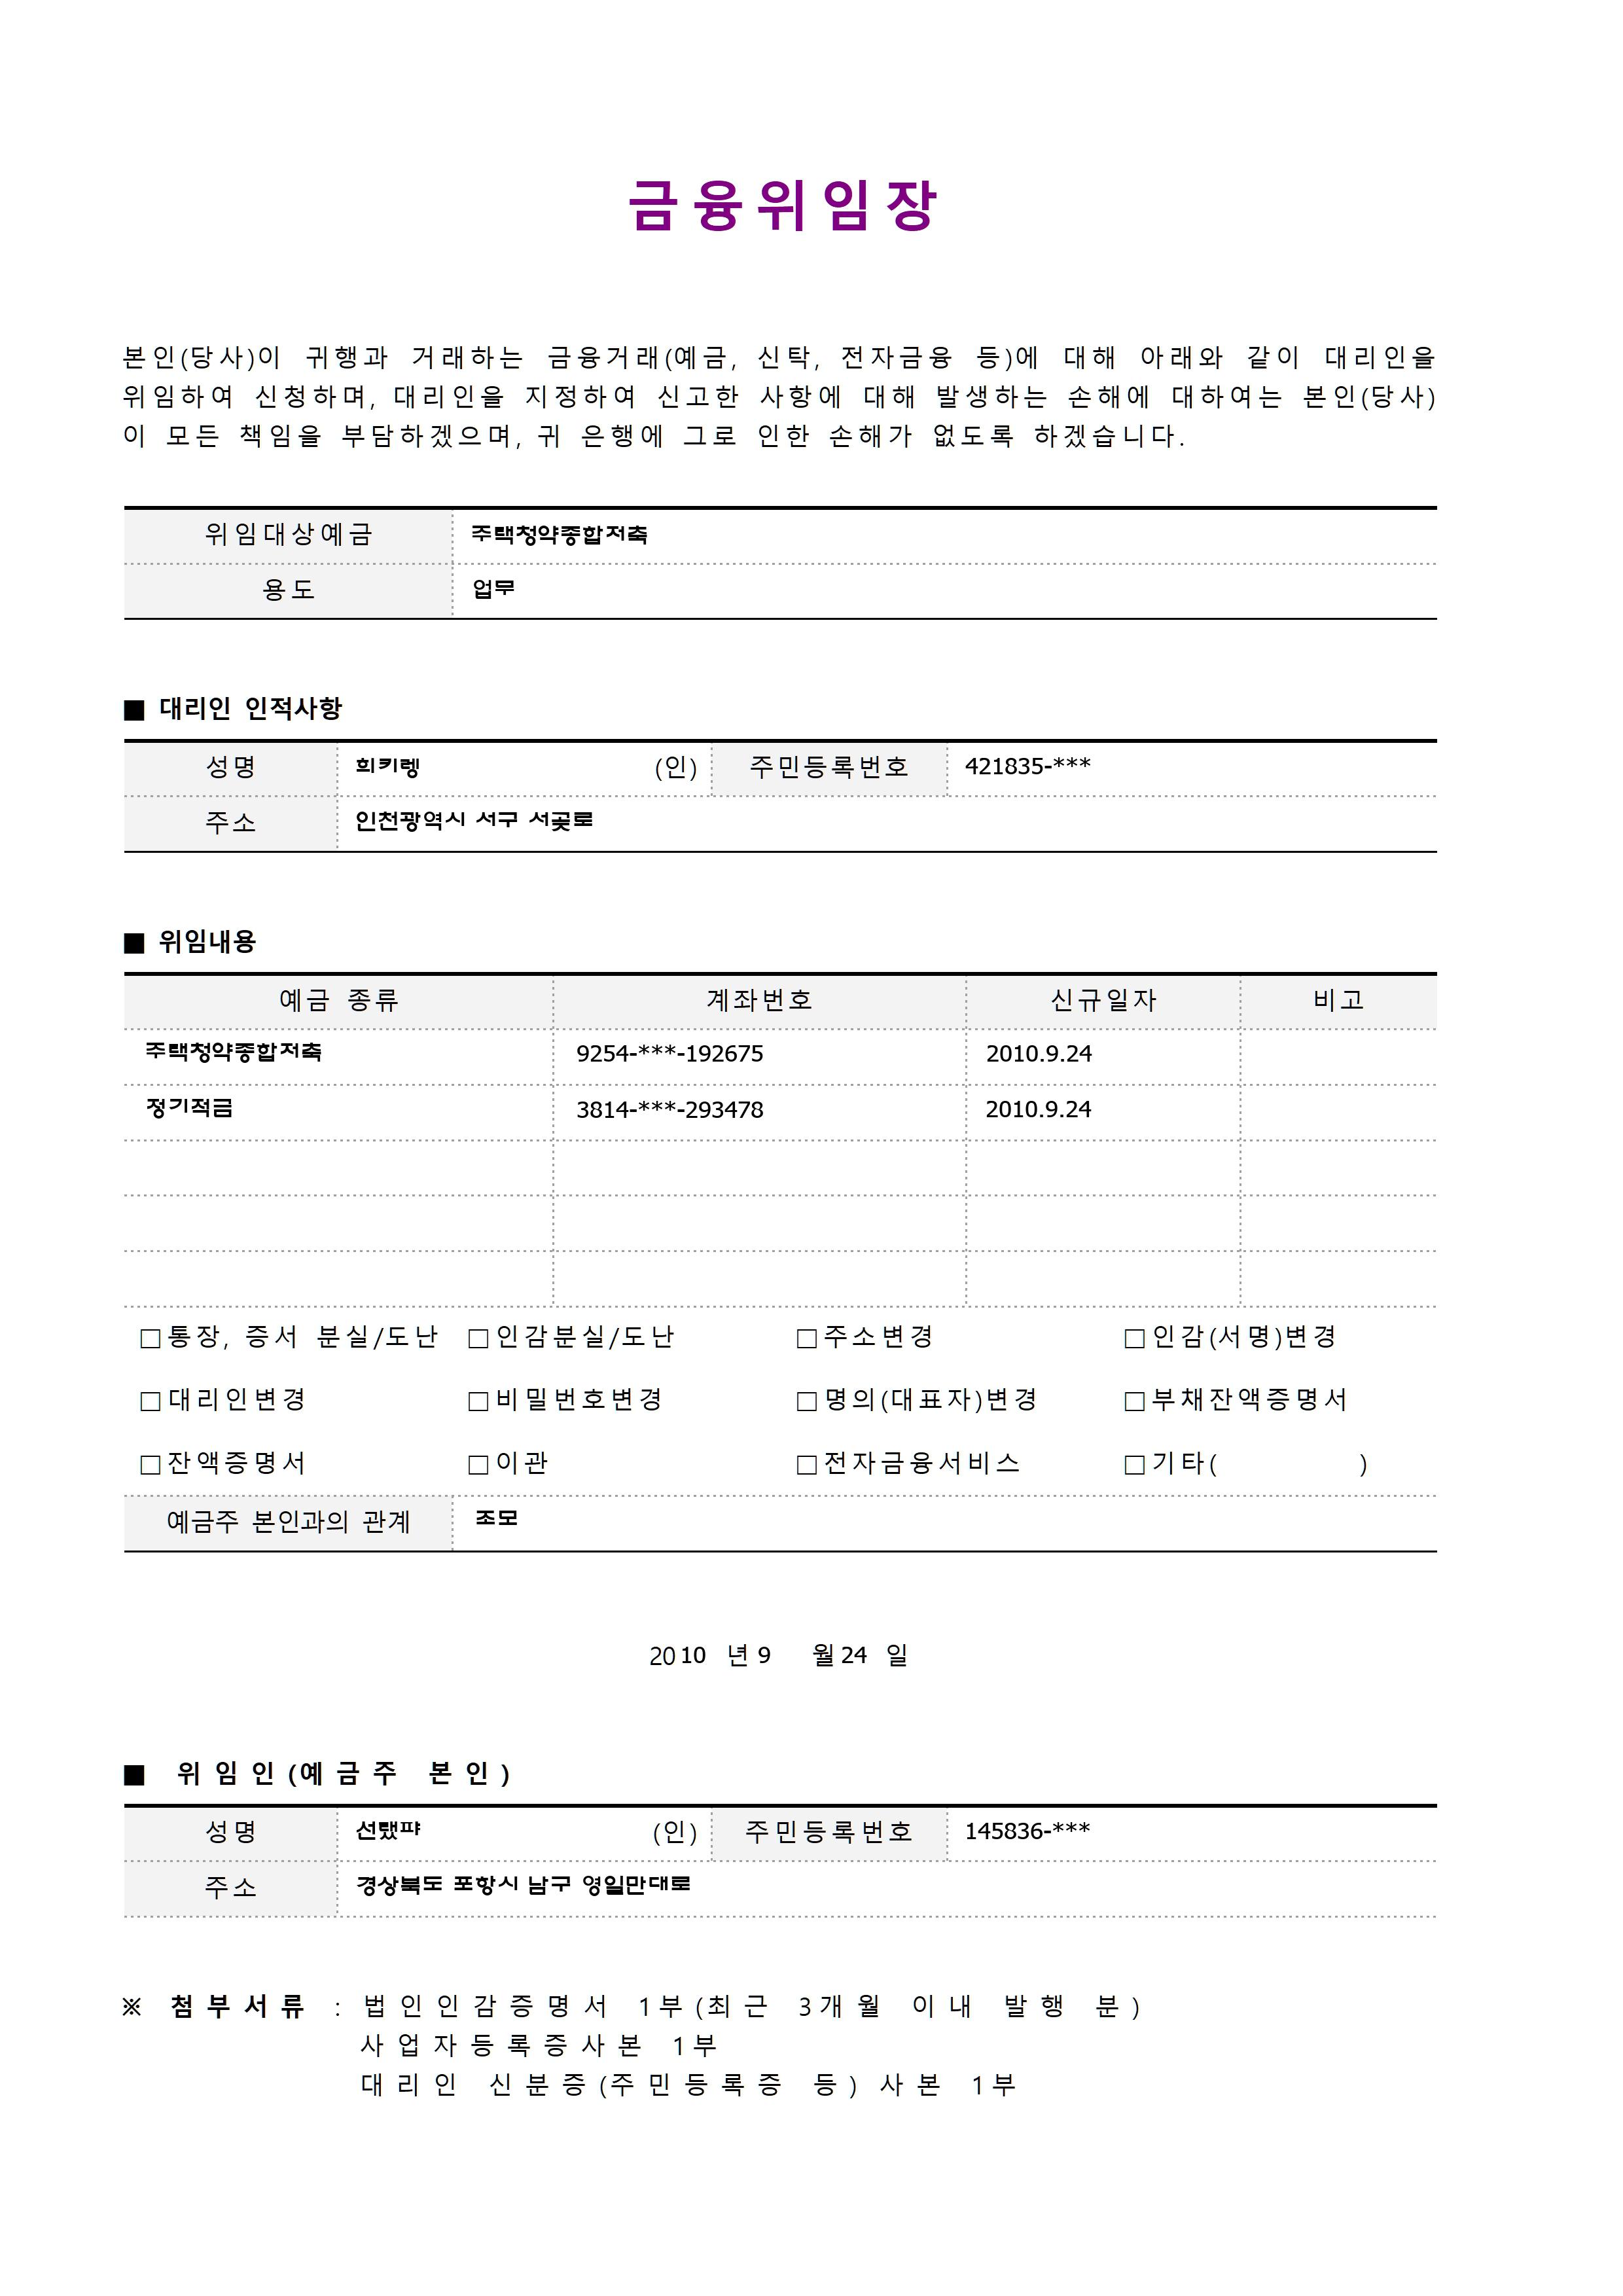 금융위임장
본인(당사)이 귀행과 거래하는 금융거래(예금, 신탁, 전자금융 등)에 대해 아래와 같이 대리인을
위임하여 신청하며, 대리인을 지정하여 신고한 사항에 대해 발생하는 손해에 대하여는 본인(당사)
이 모든 책임을 부담하겠으며, 귀 은행에 그로 인한 손해가 없도록 하겠습니다.
위임대상예금 주택청약종합저축
용도 업무
■ 대리인 인적사항
성명 희키렝 (인) 주민등록번호 421835-***
주소 인천광역시 서구 서곶로
■ 위임내용
예금 종류 계좌번호 신규일자 비고
주택청약종합저축 9254-***-192675 2010.9.24
정기적금 3814-***-293478 2010.9.24
□통장, 증서 분실/도난 □인감분실/도난 □주소변경 □인감(서명)변경
□대리인변경 □비밀번호변경 □명의(대표자)변경 □부채잔액증명서
□잔액증명서 □이관 □전자금융서비스 □기타( )
예금주 본인과의 관계 조모
2010 년 9 월 24 일
■ 위임인(예금주 본인)
성명 선탰퍄 (인) 주민등록번호 145836-***
주소 경상북도 포항시 남구 영일만대로
※ 첨부서류 : 법인인감증명서 1부(최근 3개월 이내 발행 분)
사업자등록증사본 1부
대리인 신분증(주민등록증 등) 사본 1부